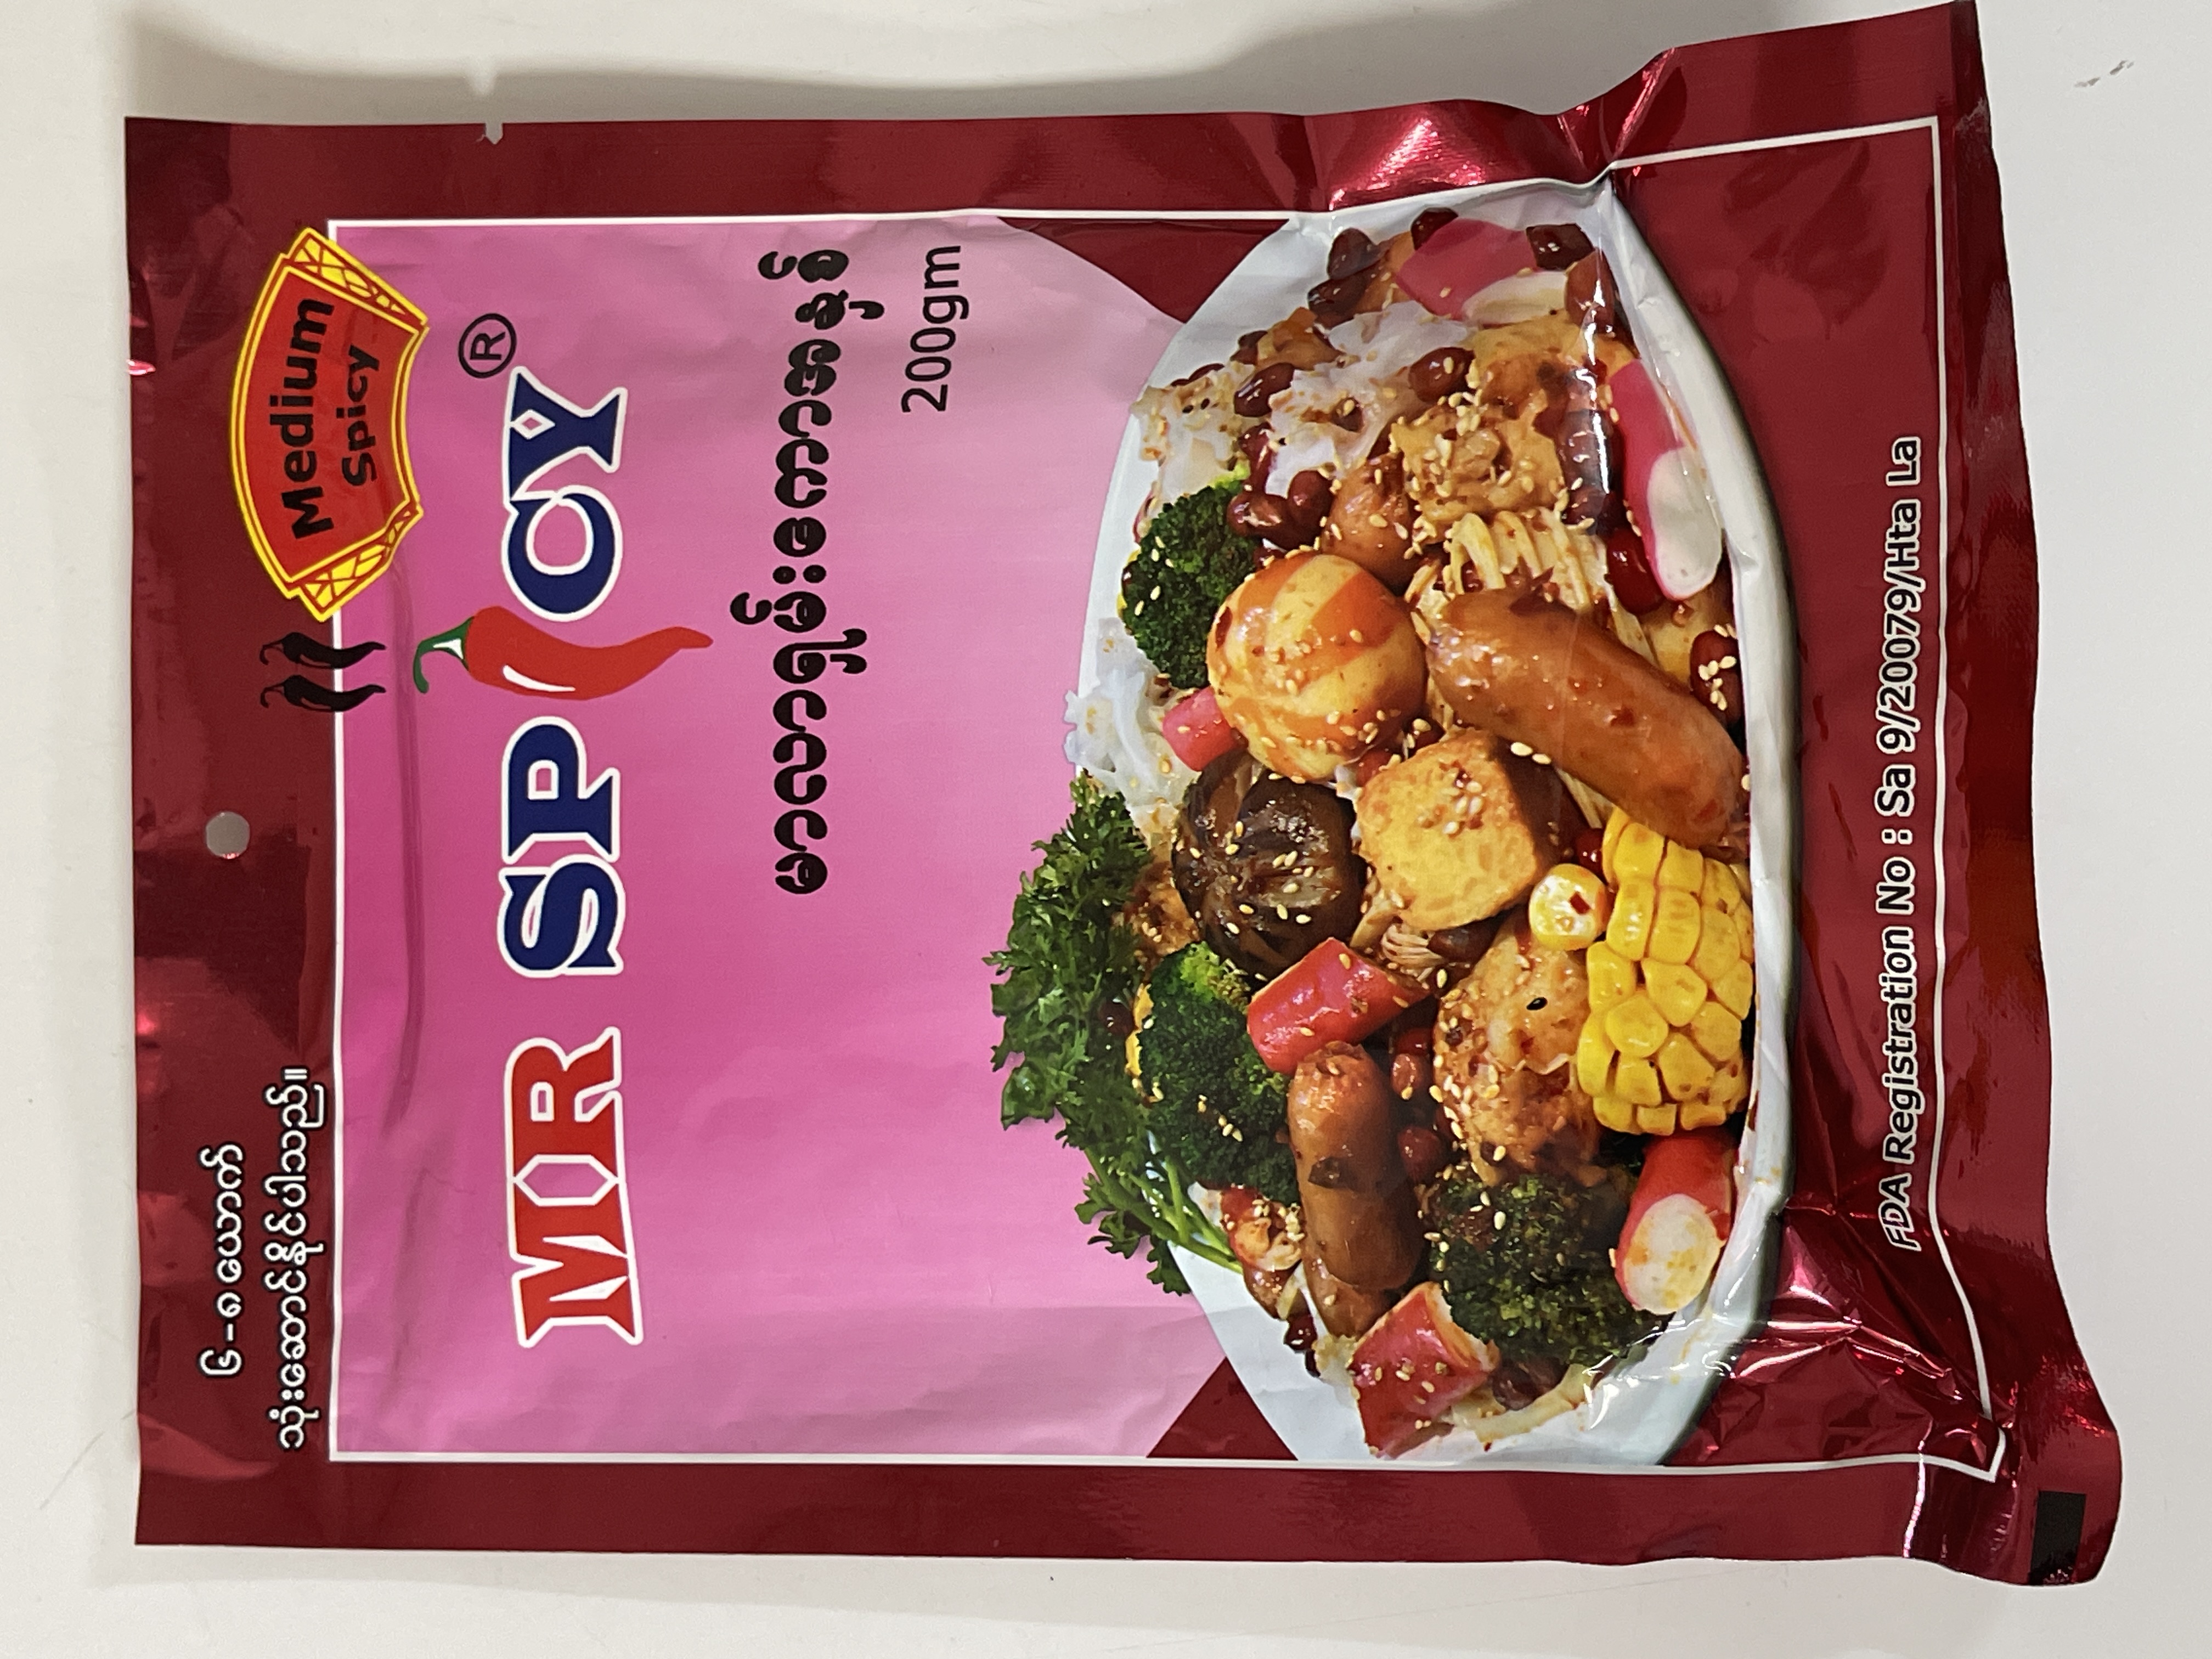 Medium
Spicy
၆-၈ ယောက်
သုံးဆောင်နိုင်ပါသည်။
MR SPICY®
မာလာရှမ်းကောအနှစ်
200gm
FDA Registration No : Sa 9/20079/Hta La